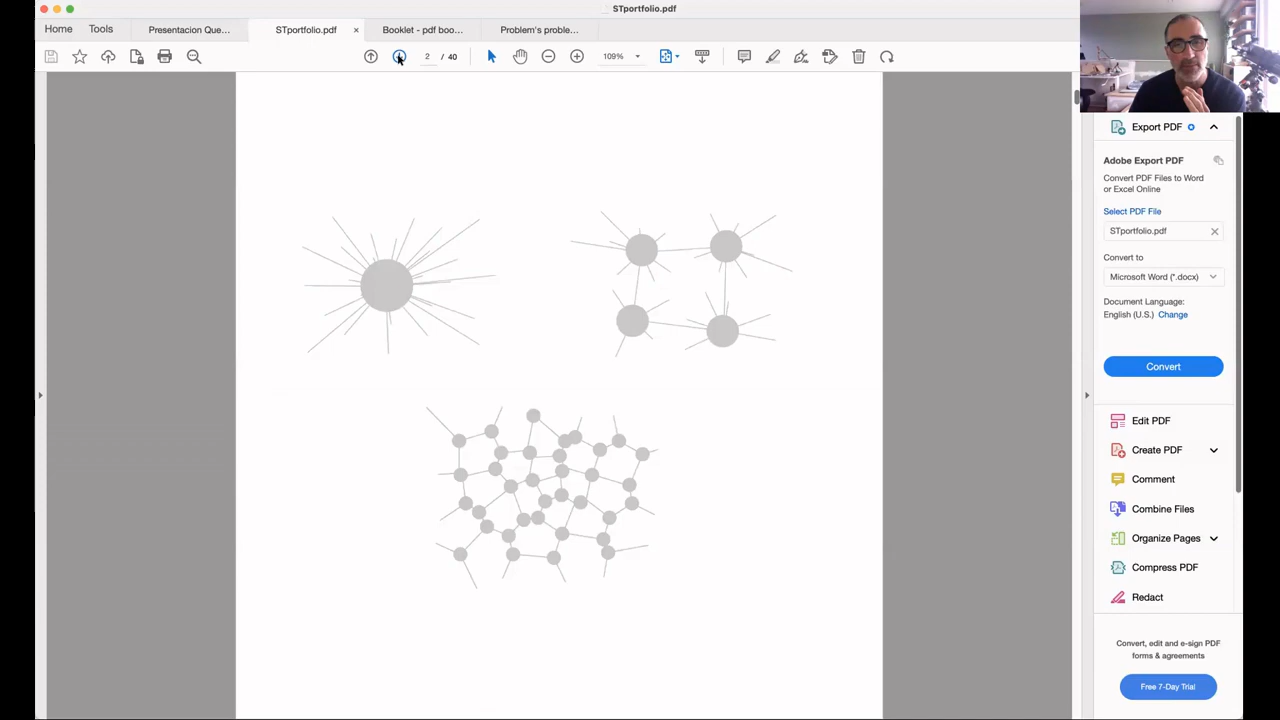 STportfolio.pdf
Home
Tools
Presentacion Que...
STportfolio.pdf
×
Booklet - pdf boo...
Problem's proble...
2
/ 40
109%
Export PDF
Adobe Export PDF
Convert PDF Files to Word
or Excel Online
Select PDF File
STportfolio.pdf
Convert to
Microsoft Word (*.docx)
Document Language:
English (U.S.) Change
Convert
Edit PDF
Create PDF
Comment
Combine Files
Organize Pages
Compress PDF
Redact
Convert, edit and e-sign PDF
forms & agreements
Free 7-Day Trial